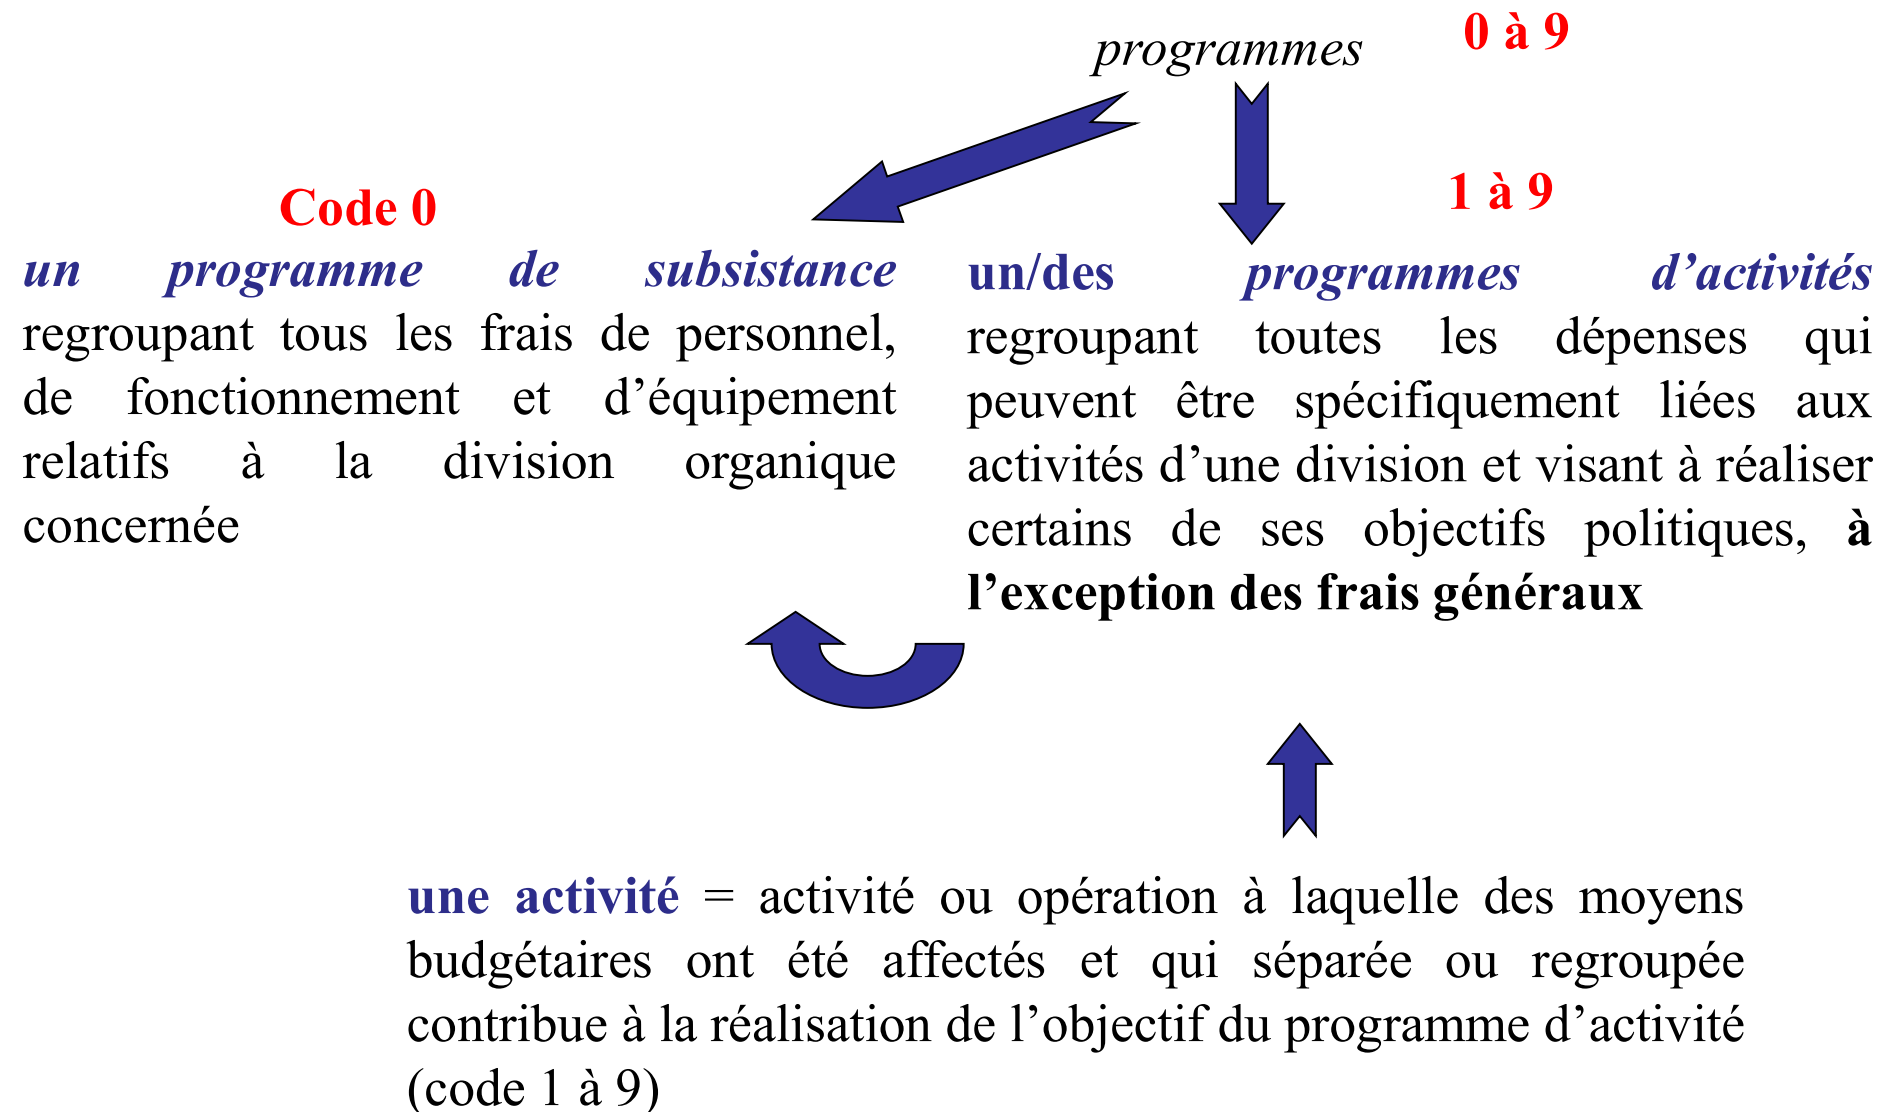 programmes
0 à 9
Code 0
1 à 9
un programme de subsistance
regroupant tous les frais de personnel,
de fonctionnement et d’équipement
relatifs à la division organique
concernée
un/des programmes d’activités
regroupant toutes les dépenses qui
peuvent être spécifiquement liées aux
activités d’une division et visant à réaliser
certains de ses objectifs politiques, à
l’exception des frais généraux
une activité = activité ou opération à laquelle des moyens
budgétaires ont été affectés et qui séparée ou regroupée
contribue à la réalisation de l’objectif du programme d’activité
(code 1 à 9)